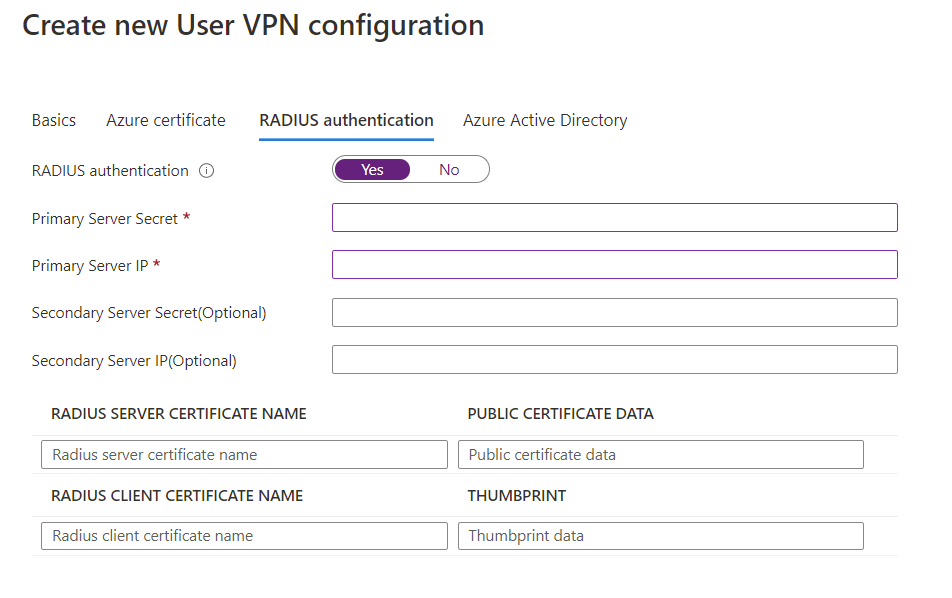 Create new User VPN configuration
Basics Azure certificate RADIUS authentication Azure Active Directory
RADIUS authentication Yes No
Primary Server Secret *
Primary Server IP *
Secondary Server Secret(Optional)
Secondary Server IP(Optional)
RADIUS SERVER CERTIFICATE NAME PUBLIC CERTIFICATE DATA
Radius server certificate name Public certificate data
RADIUS CLIENT CERTIFICATE NAME THUMBPRINT
Radius client certificate name Thumbprint data